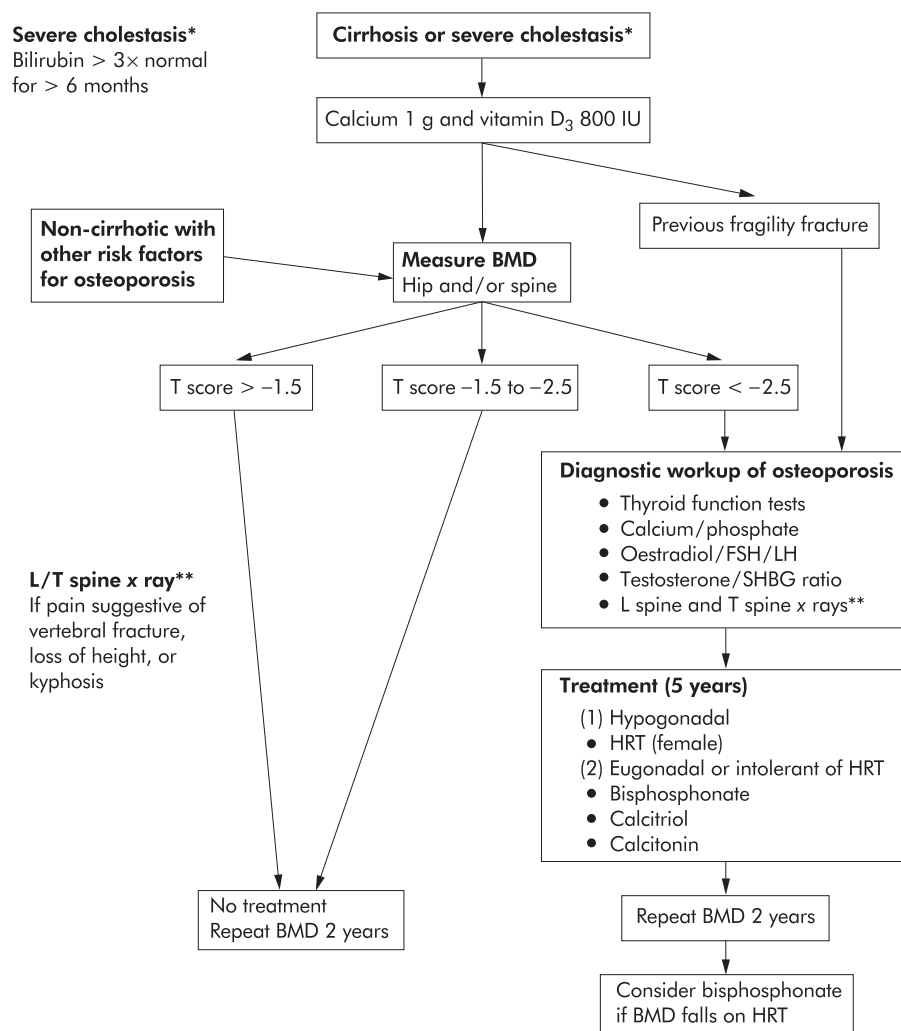 Severe cholestasis*
Bilirubin > 3× normal
for > 6 months
Cirrhosis or severe cholestasis*
Calcium 1 g and vitamin D3 800 IU
Previous fragility fracture
Non-cirrhotic with
other risk factors
for osteoporosis
Measure BMD
Hip and/or spine
T score > –1.5
T score –1.5 to –2.5
T score < –2.5
Diagnostic workup of osteoporosis
• Thyroid function tests
• Calcium/phosphate
• Oestradiol/FSH/LH
• Testosterone/SHBG ratio
• L spine and T spine x rays**
L/T spine x ray**
If pain suggestive of
vertebral fracture,
loss of height, or
kyphosis
Treatment (5 years)
(1) Hypogonadal
• HRT (female)
(2) Eugonadal or intolerant of HRT
• Bisphosphonate
• Calcitriol
• Calcitonin
No treatment
Repeat BMD 2 years
Repeat BMD 2 years
Consider bisphosphonate
if BMD falls on HRT